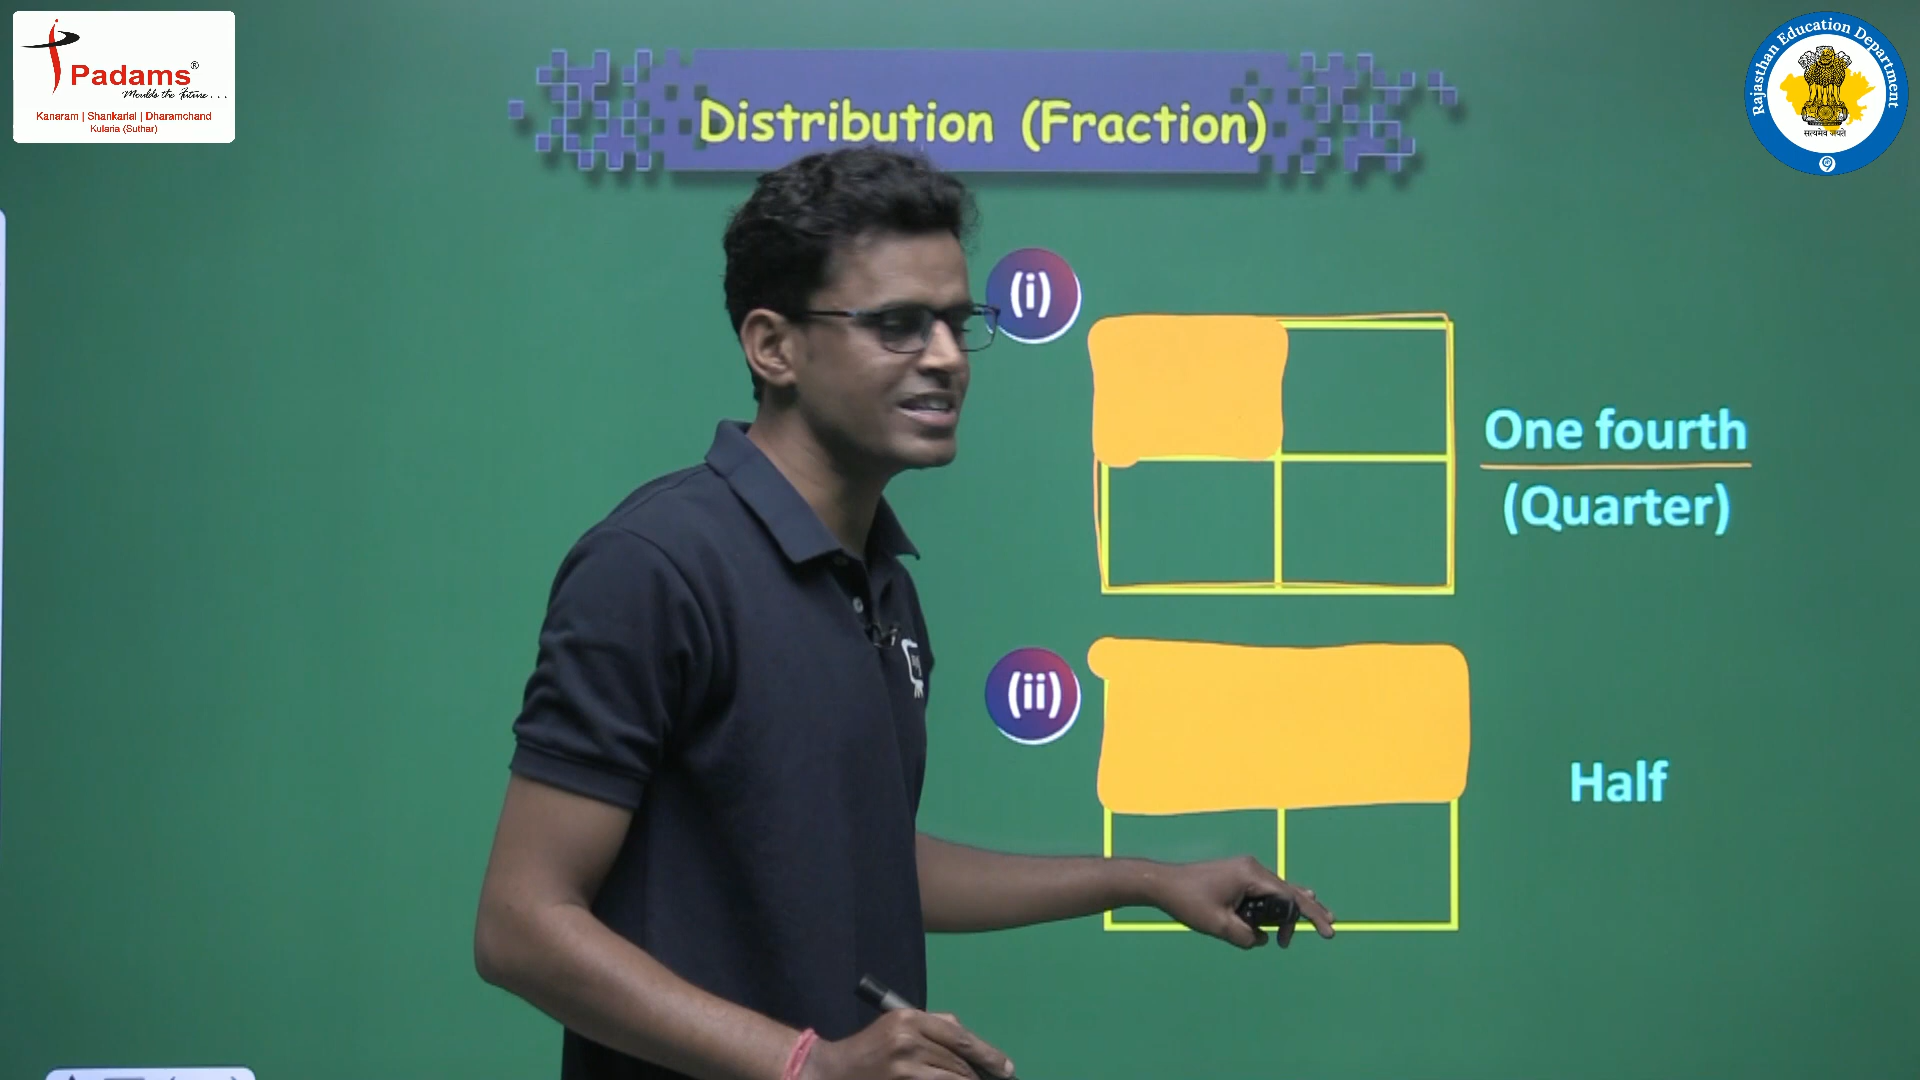 Padams®
Moulds the Future...
Kanaram | Shankarlal | Dharamchand
Kularia (Suthar)
Distribution (Fraction)
Rajasthan Education Department
सत्यमेव जयते
(i)
One fourth
(Quarter)
(ii)
Half